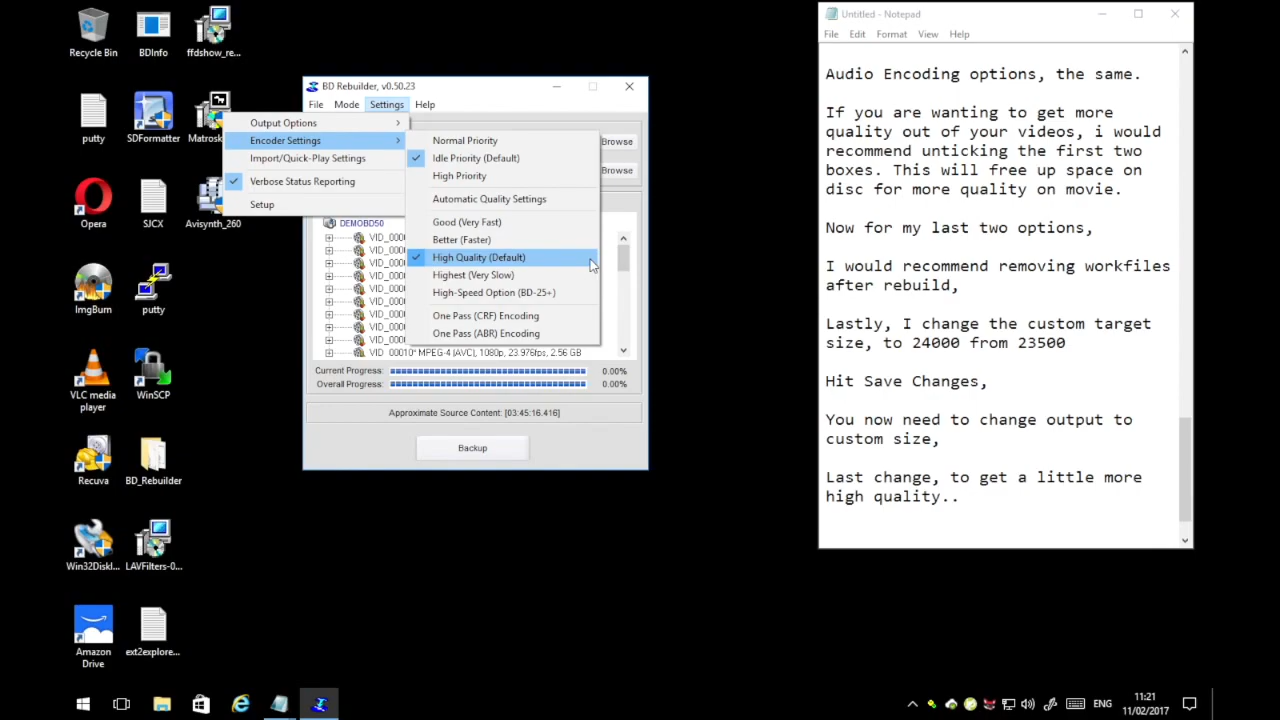 Recycle Bin
BDInfo
ffdshow_re...
putty
SDFormatter
Matrosk
Opera
SJCX
Avisynth_260
ImgBurn
putty
VLC media
player
WinSCP
Recuva
BD_Rebuilder
Win32DiskI...
LAVFilters-0...
Amazon
Drive
ext2explore...
BD Rebuilder, v0.50.23
File Mode Settings Help
Output Options
Encoder Settings
Import/Quick-Play Settings
Verbose Status Reporting
Setup
Normal Priority
Idle Priority (Default)
High Priority
Automatic Quality Settings
Good (Very Fast)
Better (Faster)
High Quality (Default)
Highest (Very Slow)
High-Speed Option (BD-25+)
One Pass (CRF) Encoding
One Pass (ABR) Encoding
Browse
Browse
DEMOBD50
VID_000
VID_000
VID_000
VID_000
VID_000
VID_000
VID_00010* MPEG-4 (AVC), 1080p, 23.976fps, 2.56 GB
Current Progress: 0.00%
Overall Progress: 0.00%
Approximate Source Content: [03:45:16.416]
Backup
Untitled - Notepad
File Edit Format View Help
Audio Encoding options, the same.
If you are wanting to get more
quality out of your videos, i would
recommend unticking the first two
boxes. This will free up space on
disc for more quality on movie.
Now for my last two options,
I would recommend removing workfiles
after rebuild,
Lastly, I change the custom target
size, to 24000 from 23500
Hit Save Changes,
You now need to change output to
custom size,
Last change, to get a little more
high quality..
ENG
11:21
11/02/2017